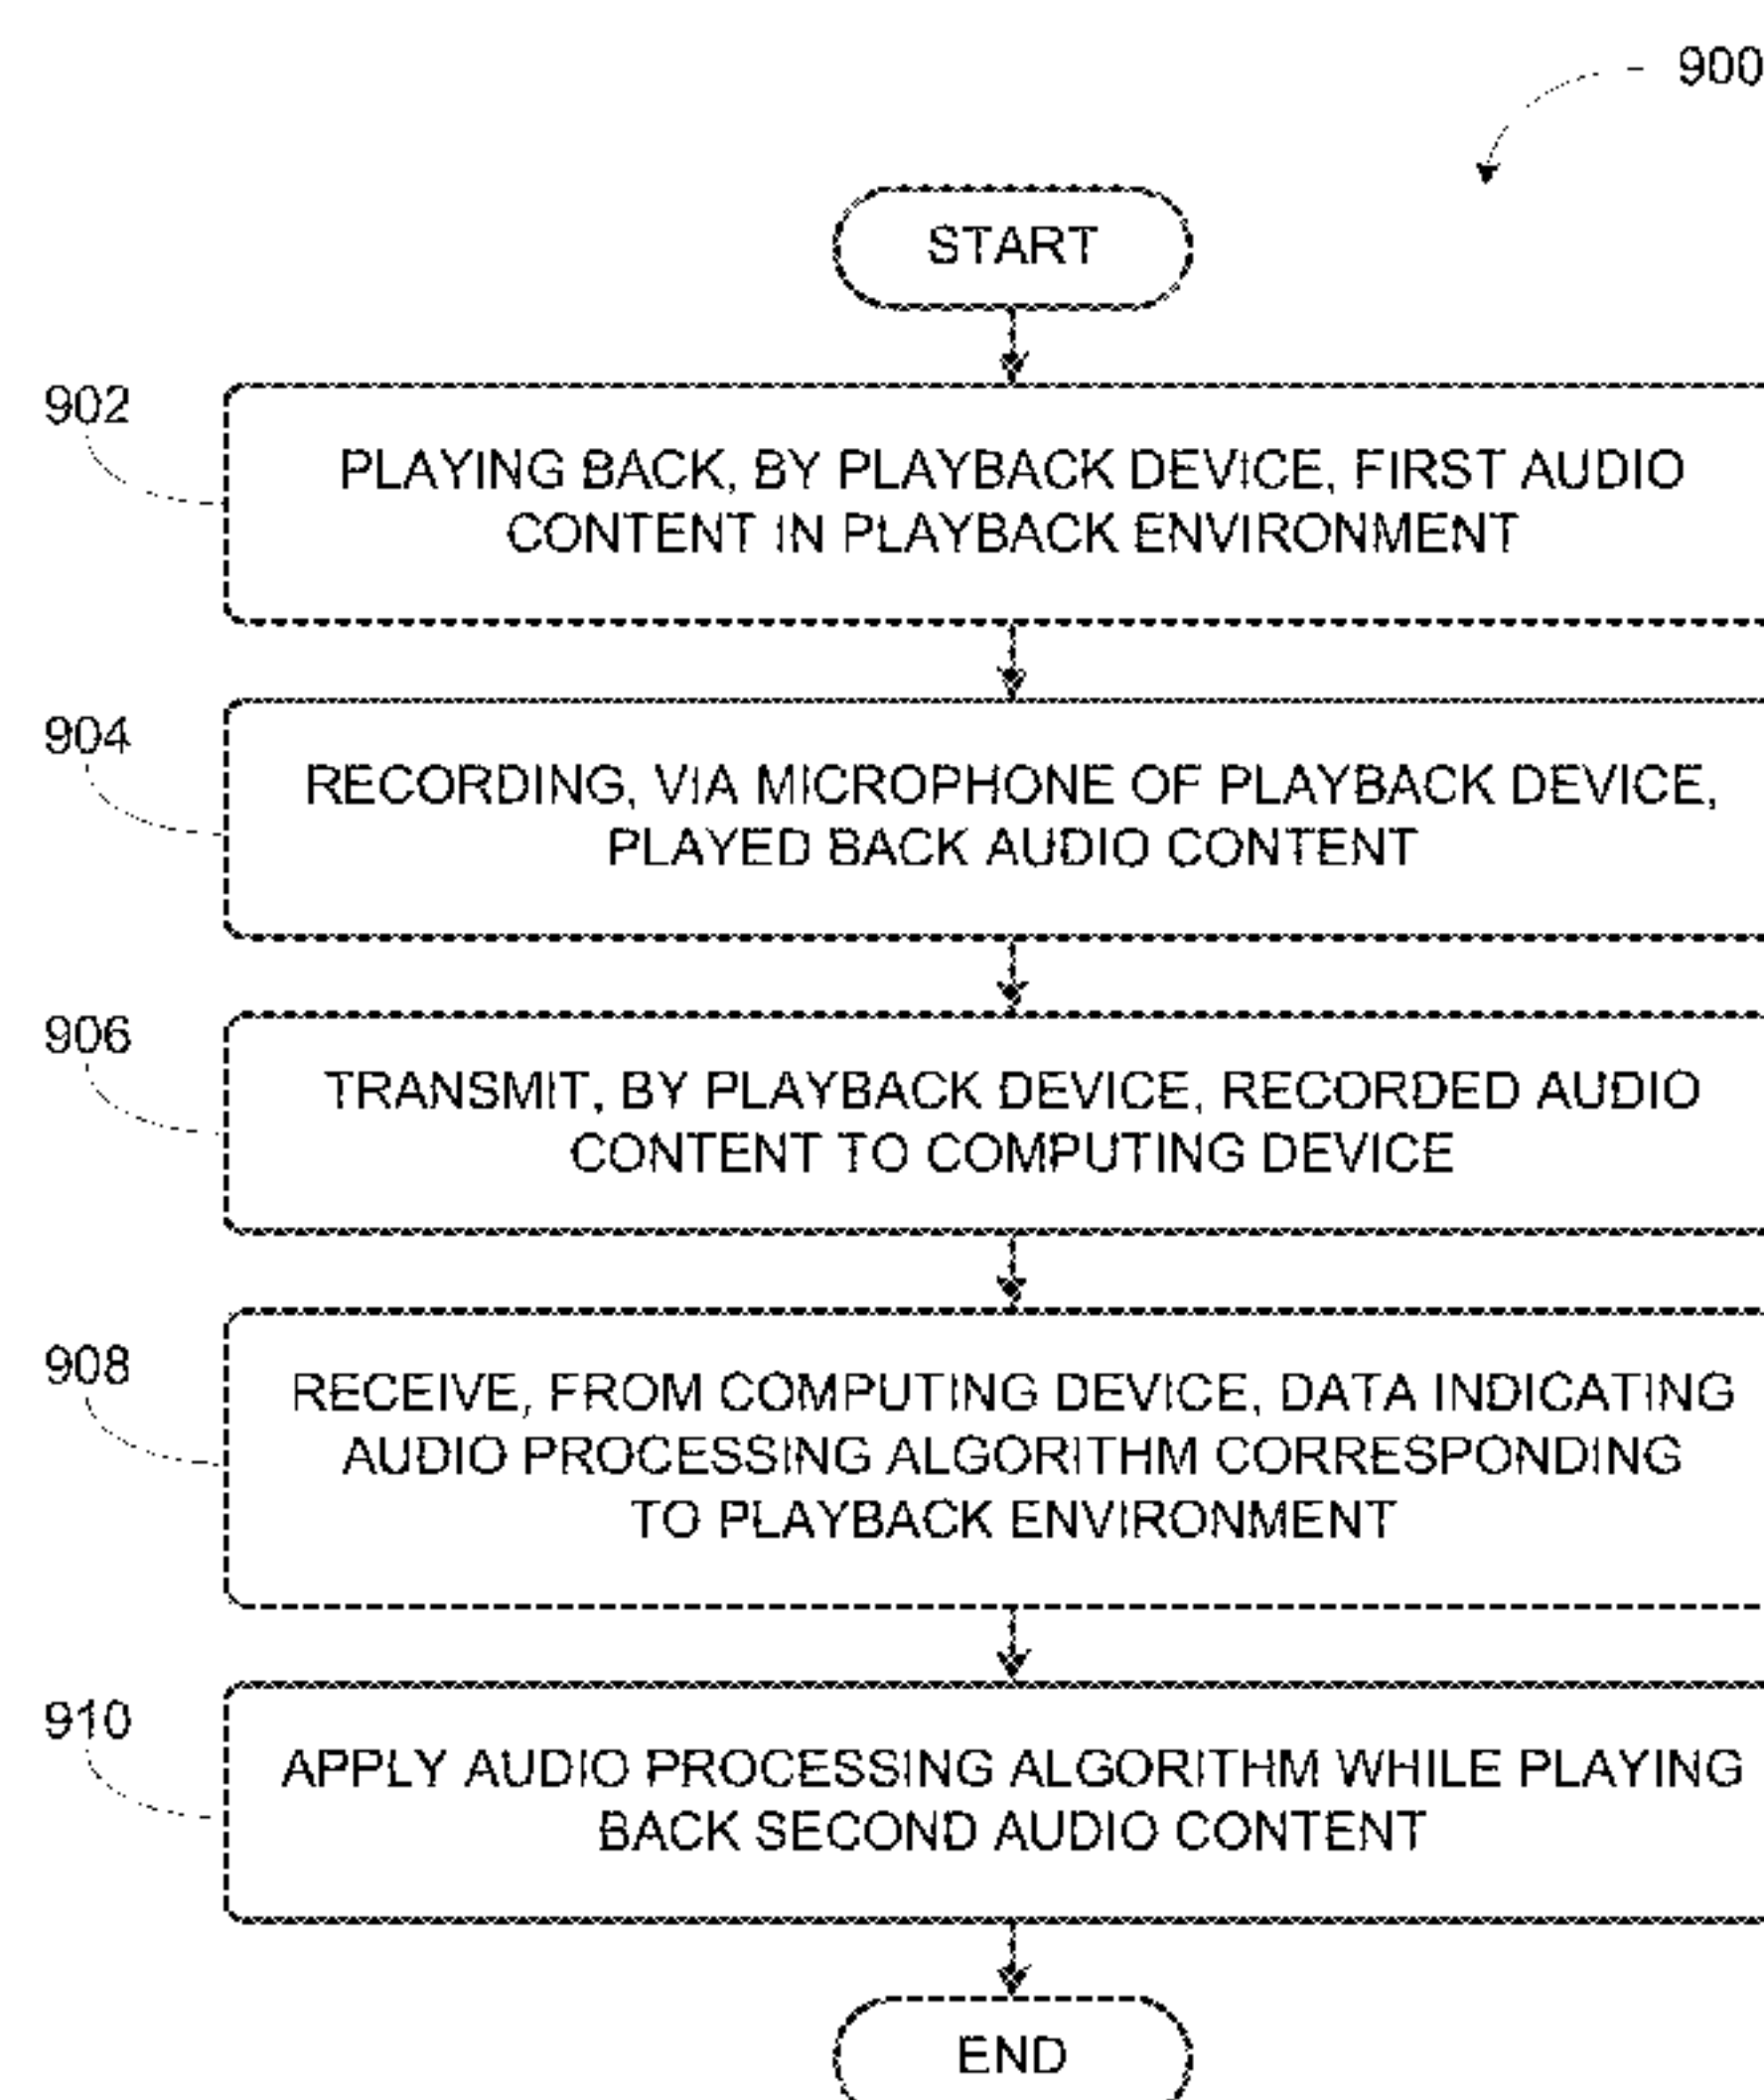 900
START
902
PLAYING BACK, BY PLAYBACK DEVICE, FIRST AUDIO
CONTENT IN PLAYBACK ENVIRONMENT
904
RECORDING, VIA MICROPHONE OF PLAYBACK DEVICE,
PLAYED BACK AUDIO CONTENT
906
TRANSMIT, BY PLAYBACK DEVICE, RECORDED AUDIO
CONTENT TO COMPUTING DEVICE
908
RECEIVE, FROM COMPUTING DEVICE, DATA INDICATING
AUDIO PROCESSING ALGORITHM CORRESPONDING
TO PLAYBACK ENVIRONMENT
910
APPLY AUDIO PROCESSING ALGORITHM WHILE PLAYING
BACK SECOND AUDIO CONTENT
END